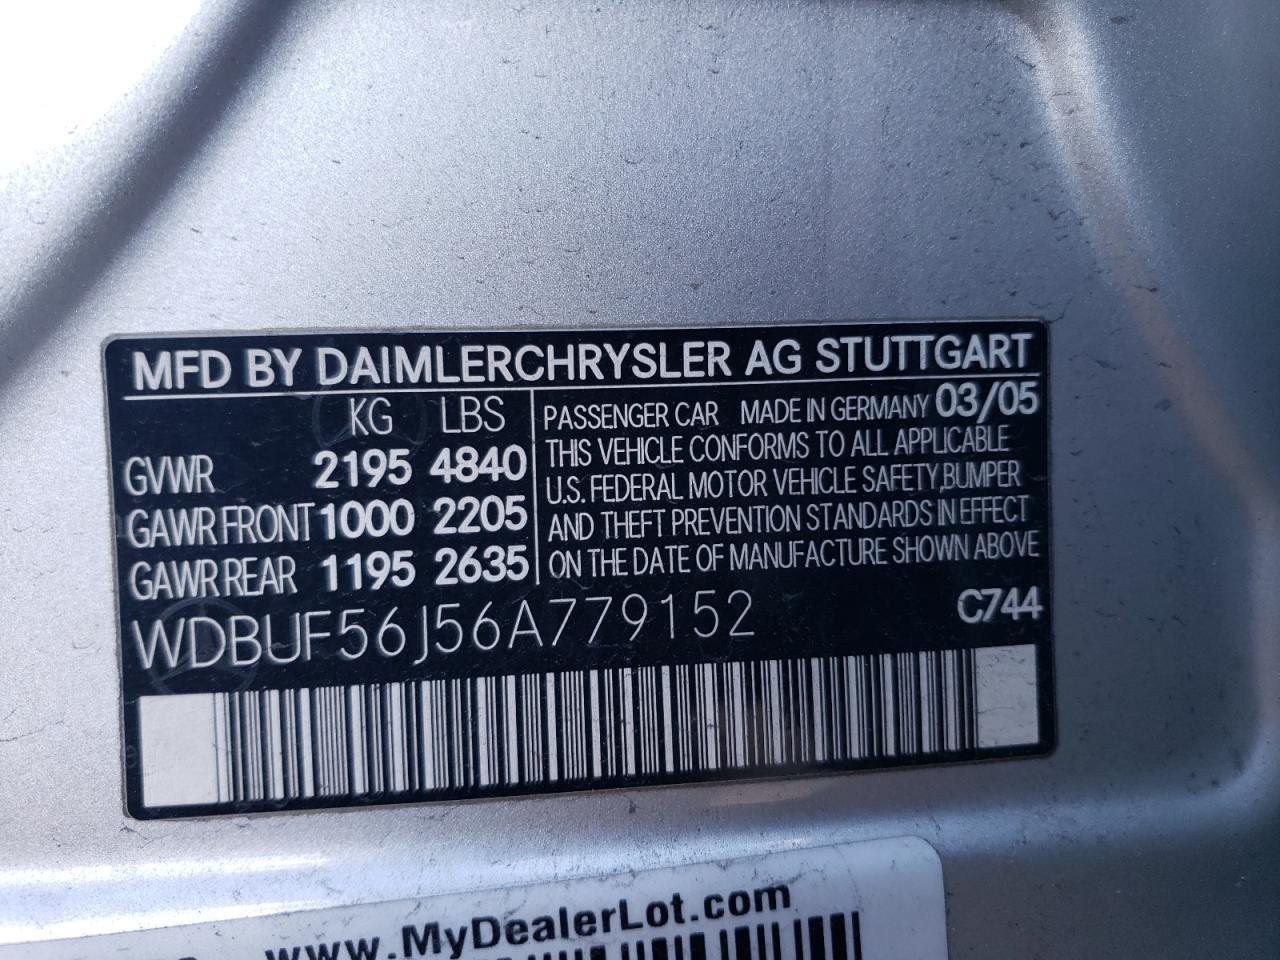 MFD BY DAIMLERCHRYSLER AG STUTTGART
KG LBS
GVWR 2195 4840
GAWR FRONT 1000 2205
GAWR REAR 1195 2635
PASSENGER CAR MADE IN GERMANY 03/05
THIS VEHICLE CONFORMS TO ALL APPLICABLE
U.S. FEDERAL MOTOR VEHICLE SAFETY,BUMPER
AND THEFT PREVENTION STANDARDS IN EFFECT
ON THE DATE OF MANUFACTURE SHOWN ABOVE
WDBUF56J56A779152 C744
www.MyDealerLot.com